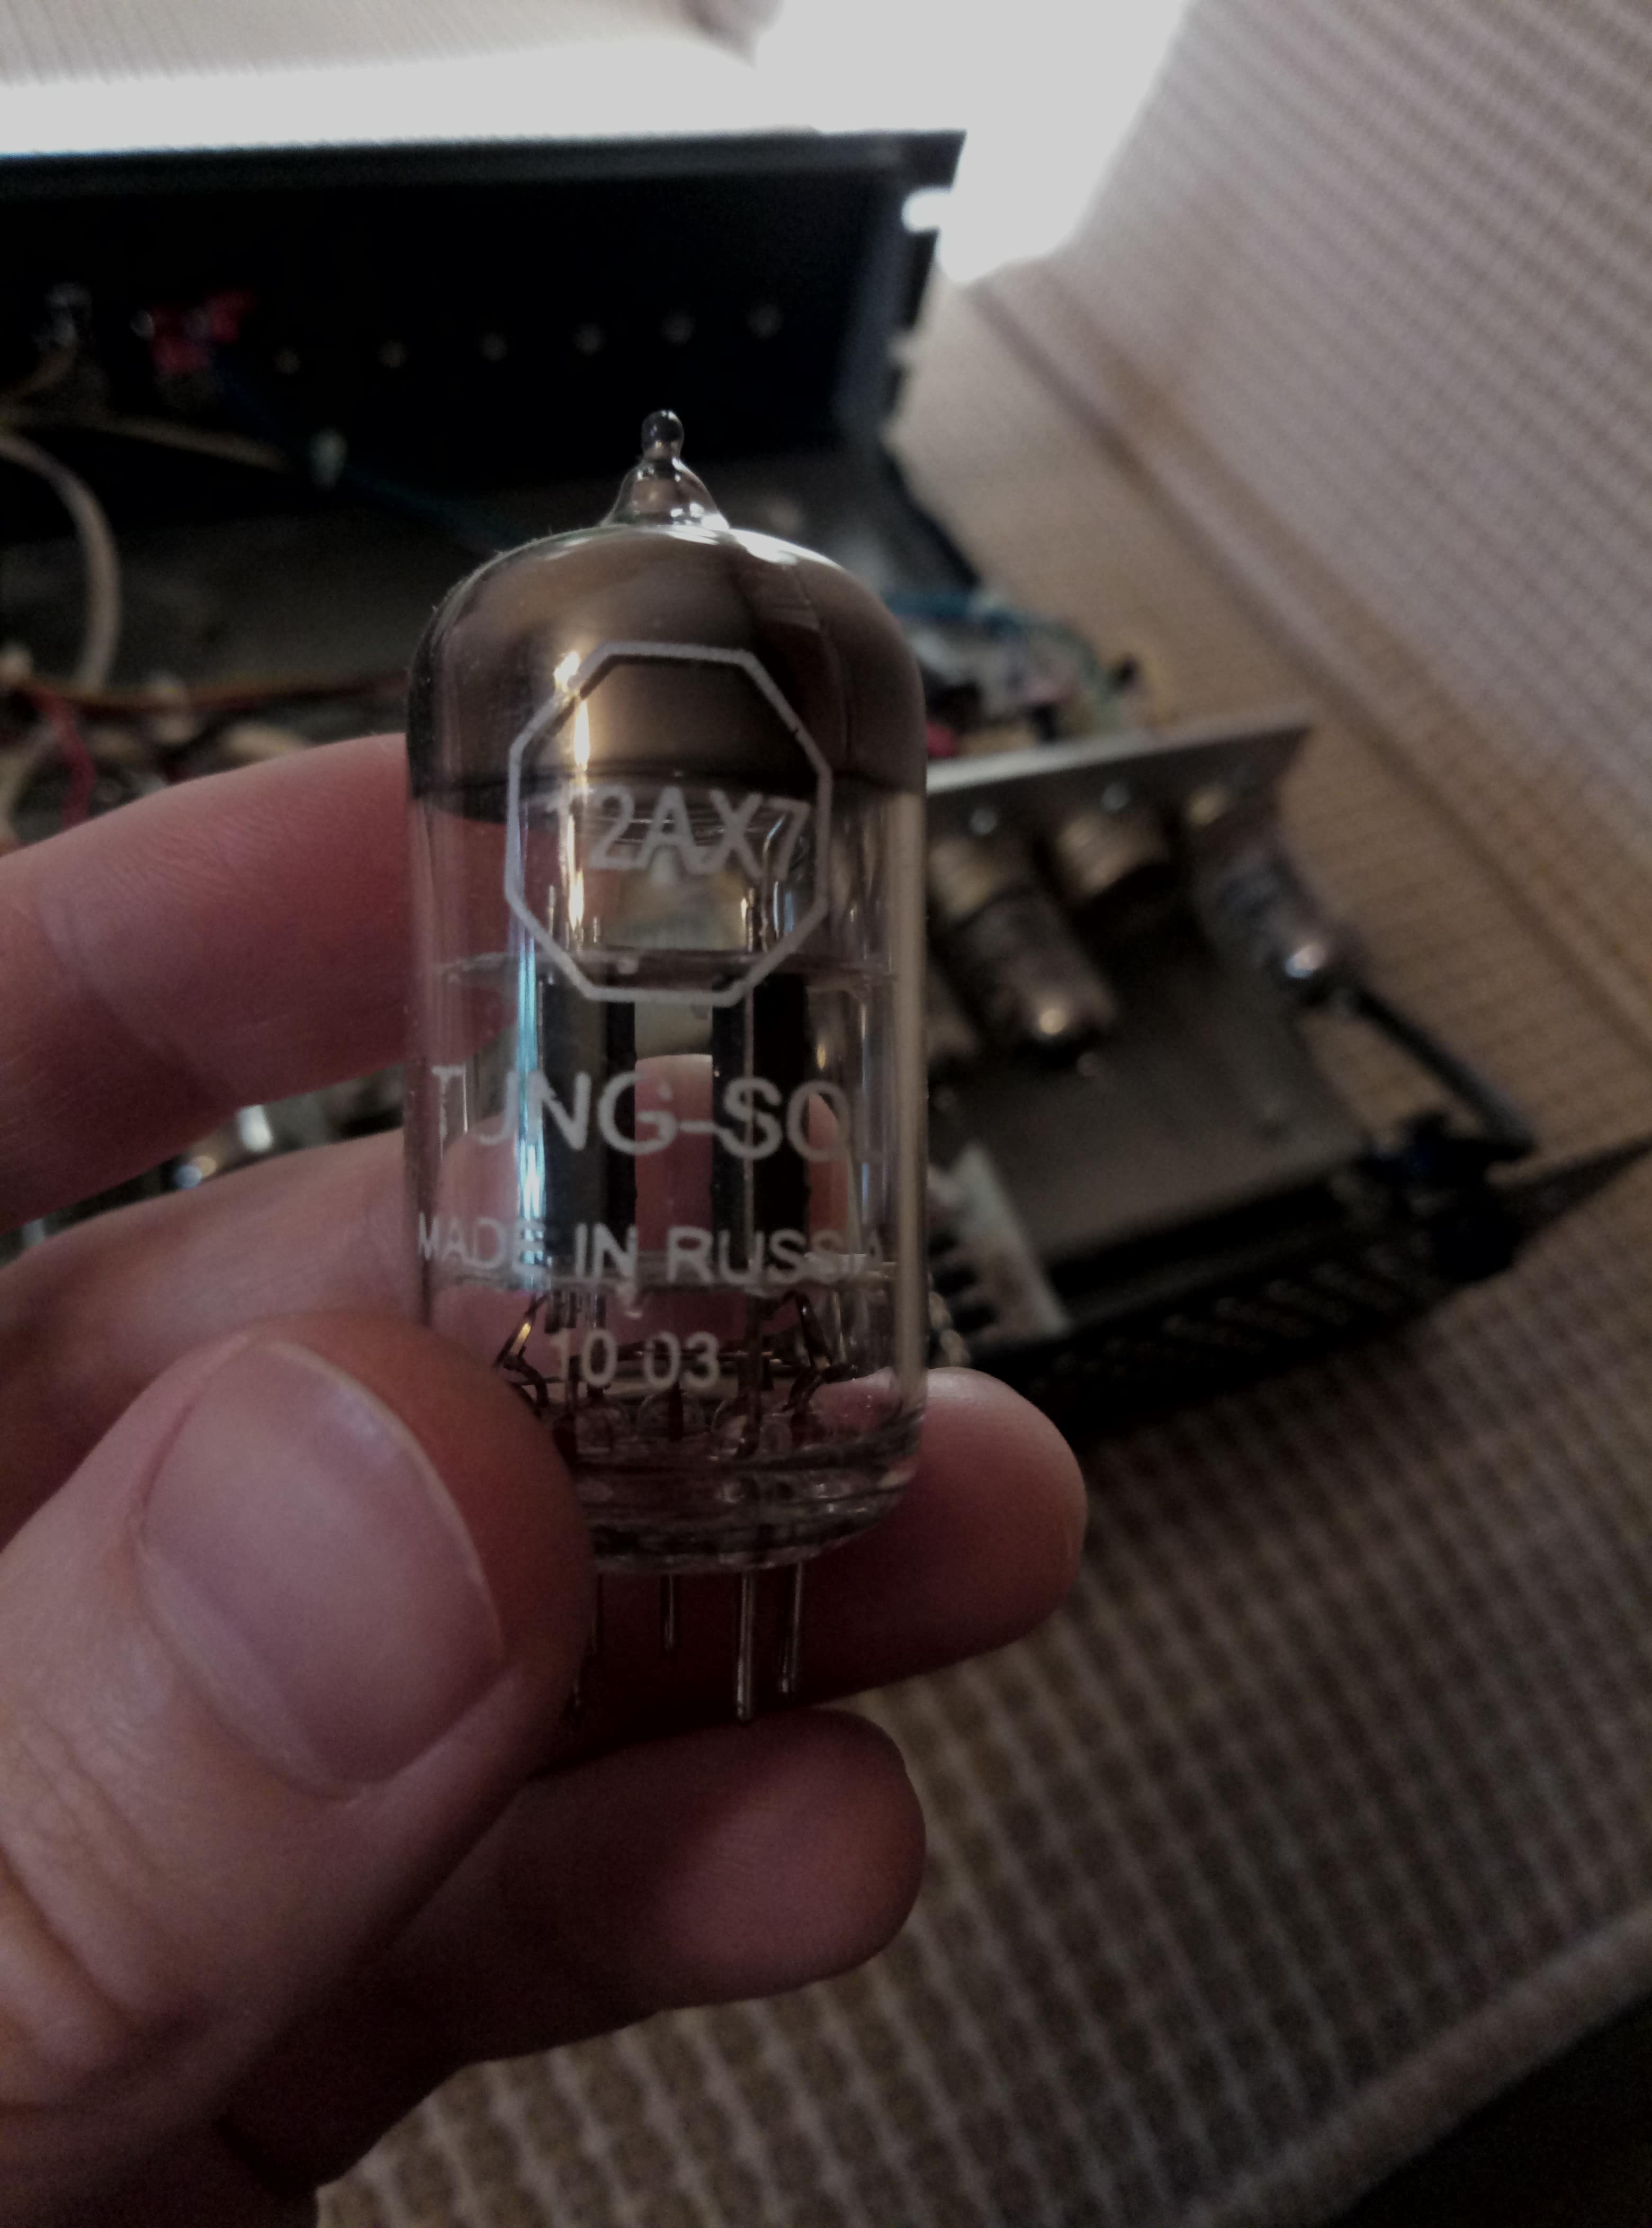 12AX7
TUNG-SOL
MADE IN RUSSIA
10 03